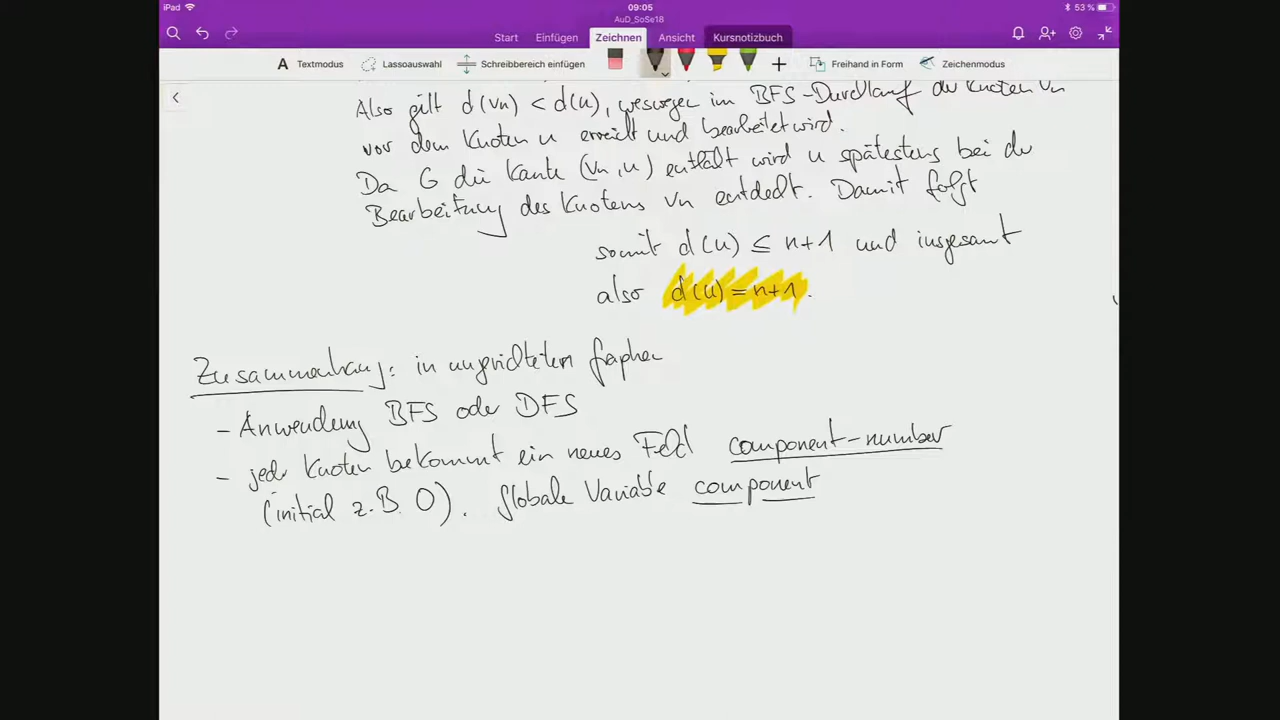 iPad
09:05
53 %
AuD_SoSe18
Start Einfügen Zeichnen Ansicht Kursnotizbuch
A Textmodus Lassoauswahl Schreibbereich einfügen Freihand in Form Zeichenmodus
Also gilt d(vn) < d(u), weswegen im BFS-Durchlauf der Knoten vn
vor dem Knoten u erreicht und bearbeitet wird.
Da G die Kante (vn, u) enthält wird u spätestens bei der
Bearbeitung des Knotens vn entdeckt. Damit folgt
somit d(u) ≤ n+1 und insgesamt
also d(u) = n+1.
Zusammenhang: in ungerichteten Graphen
- Anwendung BFS oder DFS
- jeder Knoten bekommt ein neues Feld component-number
(initial z.B. 0). Globale Variable component